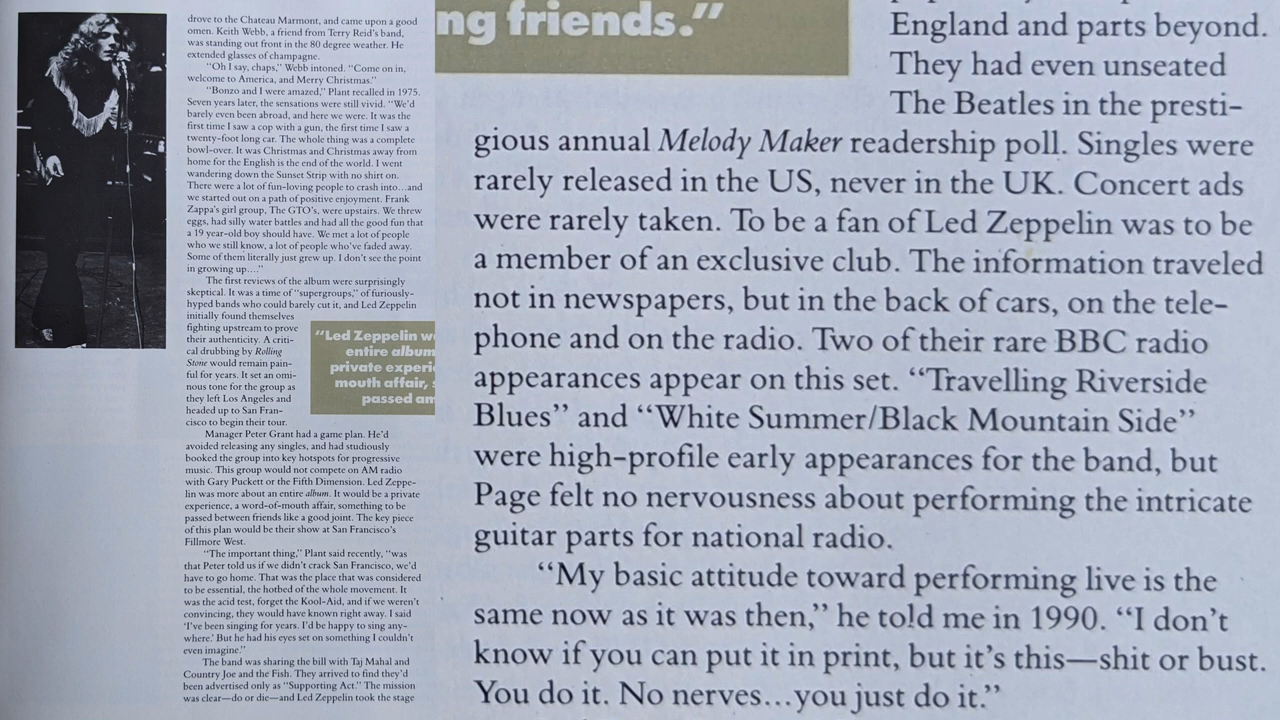 drove to the Chateau Marmont, and came upon a good
omen. Keith Webb, a friend from Terry Reid's band,
was standing out front in the 80 degree weather. He
extended glasses of champagne.
"Oh I say, chaps," Webb intoned. "Come on in,
welcome to America, and Merry Christmas."
"Bonzo and I were amazed," Plant recalled in 1975.
Seven years later, the sensations were still vivid. "We'd
barely even been abroad, and here we were. It was the
first time I saw a cop with a gun, the first time I saw a
twenty-foot long car. The whole thing was a complete
bowl-over. It was Christmas and Christmas away from
home for the English is the end of the world. I went
wandering down the Sunset Strip with no shirt on.
There were a lot of fun-loving people to crash into...and
we started out on a path of positive enjoyment. Frank
Zappa's girl group, The GTO's, were upstairs. We threw
eggs, had silly water battles and had all the good fun that
a 19 year-old boy should have. We met a lot of people
who we still know, a lot of people who've faded away.
Some of them literally just grew up. I don't see the point
in growing up...."
The first reviews of the album were surprisingly
skeptical. It was a time of "supergroups," of furiously-
hyped bands who could barely cut it, and Led Zeppelin
initially found themselves
fighting upstream to prove
their authenticity. A criti-
cal drubbing by Rolling
Stone would remain pain-
ful for years. It set an omi-
nous tone for the group as
they left Los Angeles and
headed up to San Fran-
cisco to begin their tour.
"Led Zeppelin w
entire album
private experi
mouth affair, s
passed am
Manager Peter Grant had a game plan. He'd
avoided releasing any singles, and had studiously
booked the group into key hotspots for progressive
music. This group would not compete on AM radio
with Gary Puckett or the Fifth Dimension. Led Zeppe-
lin was more about an entire album. It would be a private
experience, a word-of-mouth affair, something to be
passed between friends like a good joint. The key piece
of this plan would be their show at San Francisco's
Fillmore West.
"The important thing," Plant said recently, "was
that Peter told us if we didn't crack San Francisco, we'd
have to go home. That was the place that was considered
to be essential, the hotbed of the whole movement. It
was the acid test, forget the Kool-Aid, and if we weren't
convincing, they would have known right away. I said
'I've been singing for years. I'd be happy to sing any-
where.' But he had his eyes set on something I couldn't
even imagine."
The band was sharing the bill with Taj Mahal and
Country Joe and the Fish. They arrived to find they'd
been advertised only as "Supporting Act." The mission
was clear—do or die—and Led Zeppelin took the stage
ng friends."
England and parts beyond.
They had even unseated
The Beatles in the presti-
gious annual Melody Maker readership poll. Singles were
rarely released in the US, never in the UK. Concert ads
were rarely taken. To be a fan of Led Zeppelin was to be
a member of an exclusive club. The information traveled
not in newspapers, but in the back of cars, on the tele-
phone and on the radio. Two of their rare BBC radio
appearances appear on this set. "Travelling Riverside
Blues" and "White Summer/Black Mountain Side"
were high-profile early appearances for the band, but
Page felt no nervousness about performing the intricate
guitar parts for national radio.
"My basic attitude toward performing live is the
same now as it was then," he told me in 1990. "I don't
know if you can put it in print, but it's this—shit or bust.
You do it. No nerves...you just do it."